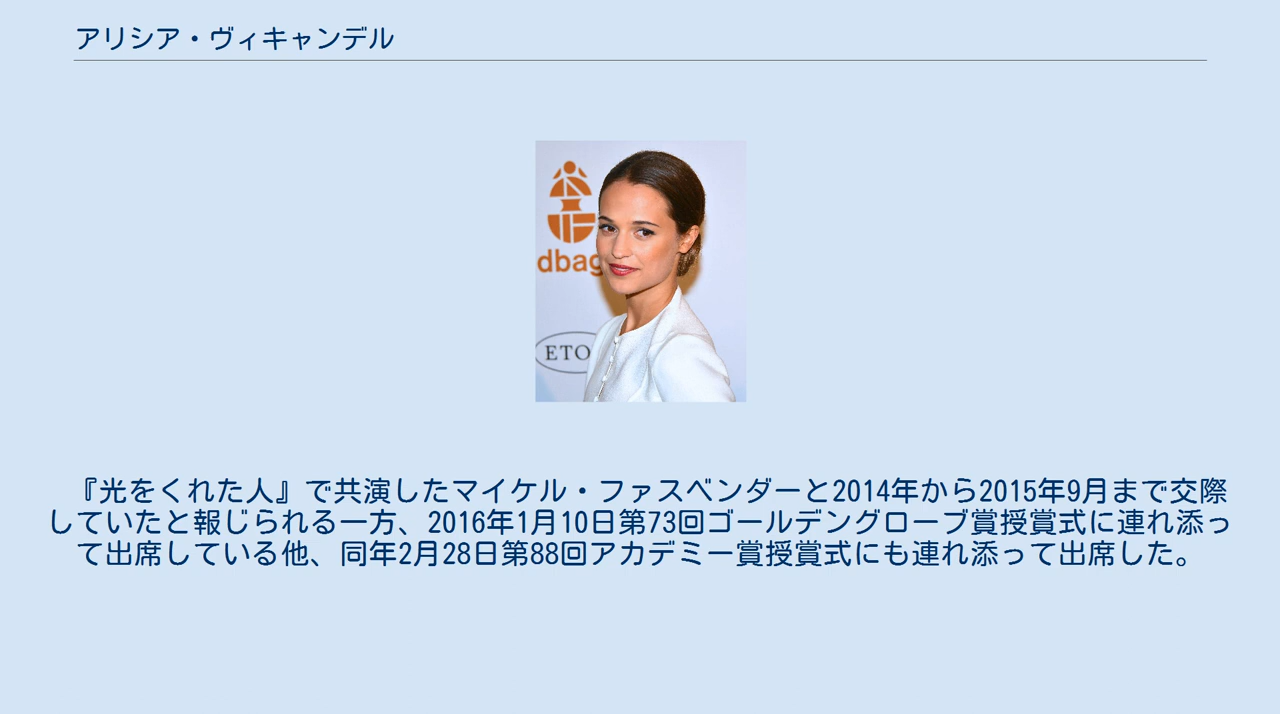 アリシア・ヴィキャンデル
dbag
ETO
『光をくれた人』で共演したマイケル・ファスベンダーと2014年から2015年9月まで交際
していたと報じられる一方、2016年1月10日第73回ゴールデングローブ賞授賞式に連れ添っ
て出席している他、同年2月28日第88回アカデミー賞授賞式にも連れ添って出席した。